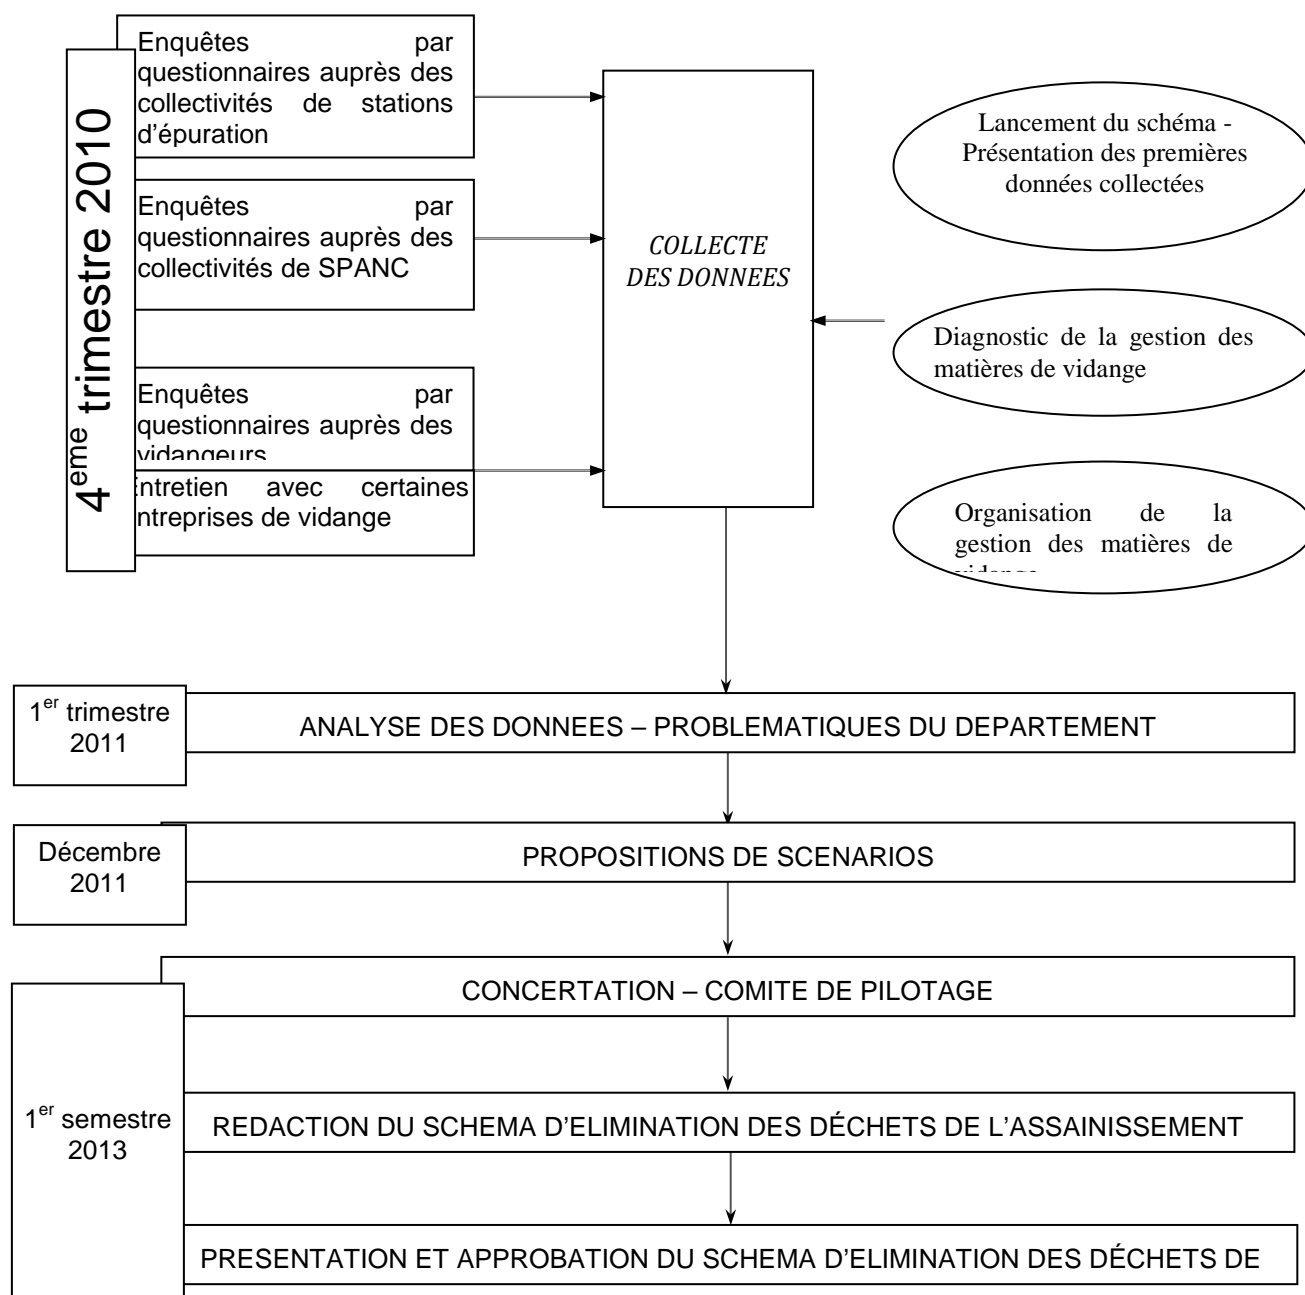 4eme trimestre 2010
Enquêtes par
questionnaires auprès des
collectivités de stations
d'épuration
Enquêtes par
questionnaires auprès des
collectivités de SPANC
Enquêtes par
questionnaires auprès des
vidangeurs
Entretien avec certaines
ntreprises de vidange
COLLECTE
DES DONNEES
Lancement du schéma -
Présentation des premières
données collectées
Diagnostic de la gestion des
matières de vidange
Organisation de la
gestion des matières de
vidange
1er trimestre
2011
ANALYSE DES DONNEES – PROBLEMATIQUES DU DEPARTEMENT
Décembre
2011
PROPOSITIONS DE SCENARIOS
CONCERTATION – COMITE DE PILOTAGE
1er semestre
2013
REDACTION DU SCHEMA D'ELIMINATION DES DÉCHETS DE L'ASSAINISSEMENT
PRESENTATION ET APPROBATION DU SCHEMA D'ELIMINATION DES DÉCHETS DE